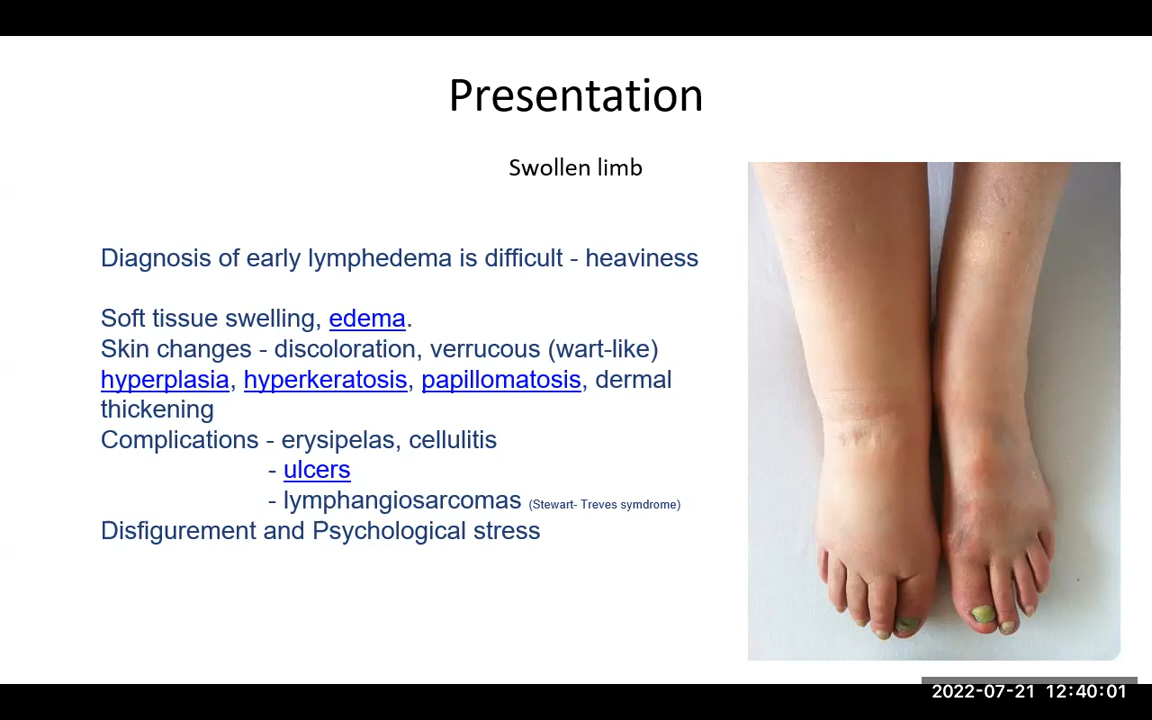 Presentation
Swollen limb
Diagnosis of early lymphedema is difficult - heaviness
Soft tissue swelling, edema.
Skin changes - discoloration, verrucous (wart-like)
hyperplasia, hyperkeratosis, papillomatosis, dermal
thickening
Complications - erysipelas, cellulitis
- ulcers
- lymphangiosarcomas (Stewart- Treves symdrome)
Disfigurement and Psychological stress
2022-07-21 12:40:01